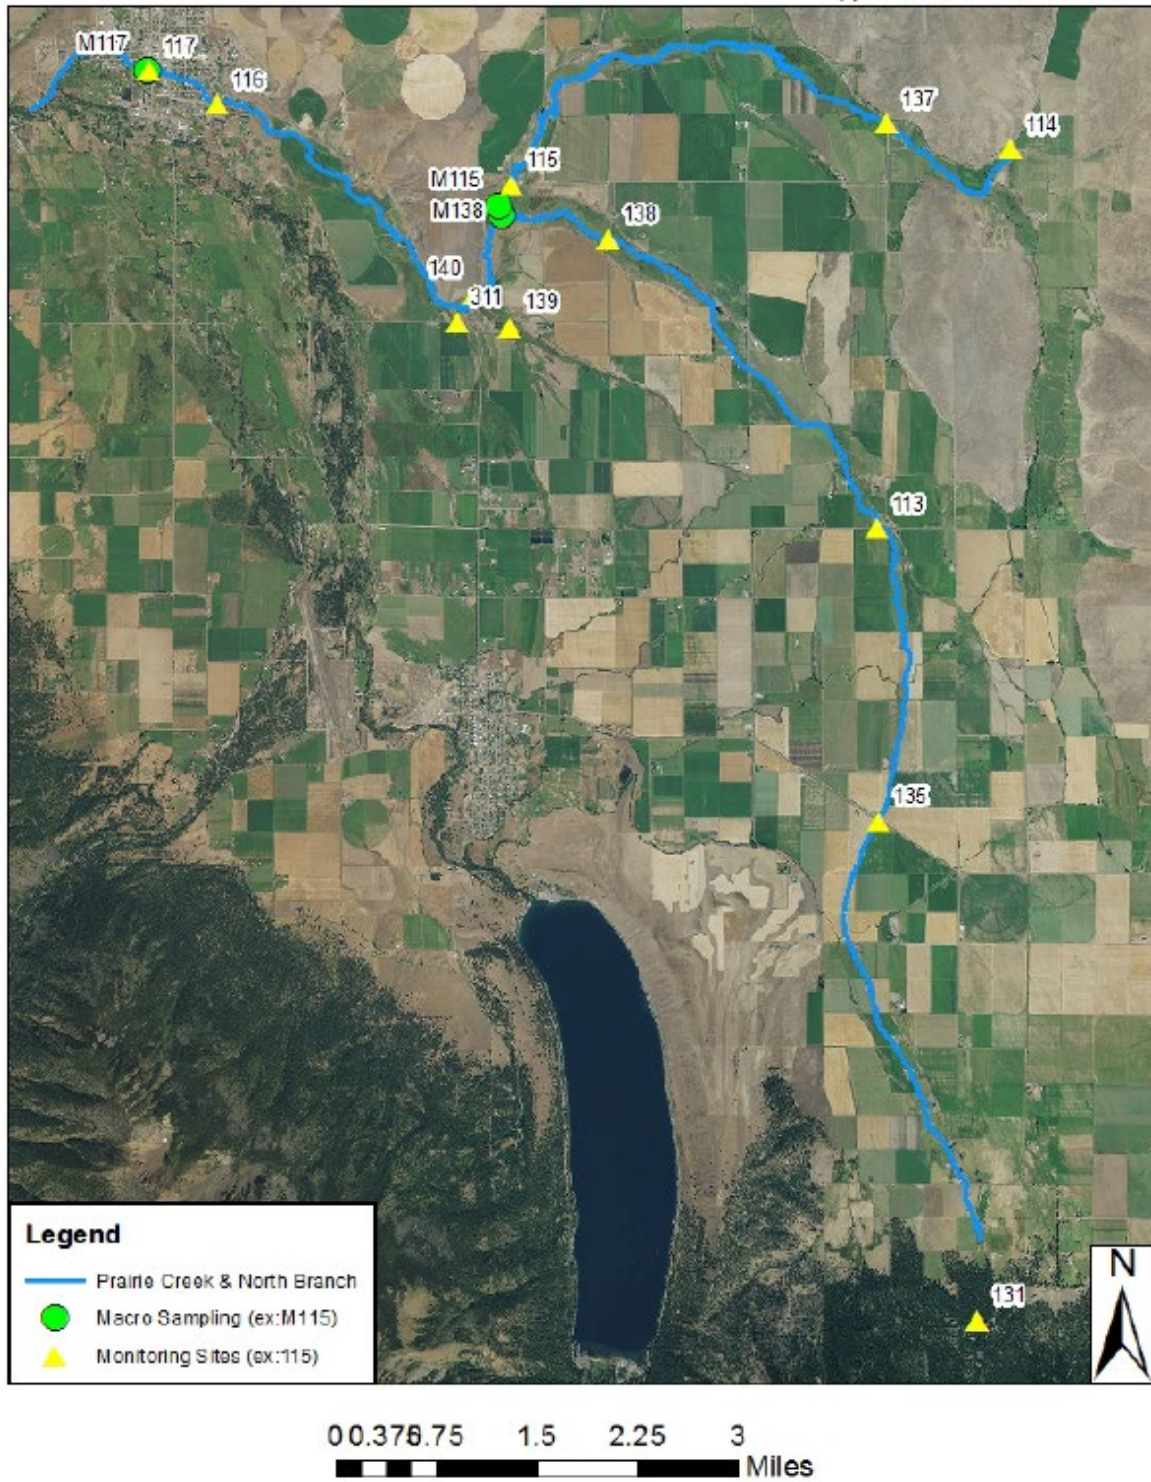 M117
117
116
137
114
115
M115
M138
138
140
311
139
113
135
131
Legend
Prairie Creek & North Branch
Macro Sampling (ex:M115)
Monitoring Sites (ex:115)
N
0 0.375 0.75 1.5 2.25 3
Miles